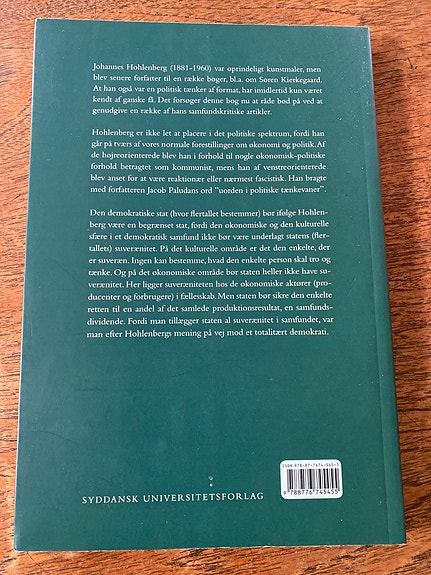 Johannes Hohlenberg (1881-1960) var oprindeligt kunstmaler, men
blev senere forfatter til en række bøger, bl.a. om Søren Kierkegaard.
At han også var en politisk tænker af format, har imidlertid kun været
kendt af ganske få. Det forsøger denne bog nu at råde bod på ved at
genudgive en række af hans samfundskritiske artikler.
Hohlenberg er ikke let at placere i det politiske spektrum, fordi han
går på tværs af vores normale forestillinger om økonomi og politik. Af
de højreorienterede blev han i forhold til nogle økonomisk-politiske
forhold betragtet som kommunist, mens han af venstreorienterede
blev anset for at være reaktionær eller nærmest fascistisk. Han bragte
med forfatteren Jacob Paludans ord "uorden i politiske tænkevaner".
Den demokratiske stat (hvor flertallet bestemmer) bør ifølge Hohlen-
berg være en begrænset stat, fordi den økonomiske og den kulturelle
sfære i et demokratisk samfund ikke bør være underlagt statens (fler-
tallets) suverænitet. På det kulturelle område er det den enkelte, der
er suveræn. Ingen kan bestemme, hvad den enkelte person skal tro og
tænke. Og på det økonomiske område bør staten heller ikke have su-
verænitet. Her ligger suveræniteten hos de økonomiske aktører (pro-
ducenter og forbrugere) i fællesskab. Men staten bør sikre den enkelte
retten til en andel af det samlede produktionsresultat, en samfunds-
dividende. Fordi man tillægger staten al suverænitet i samfundet, var
man efter Hohlenbergs mening på vej mod et totalitært demokrati.
ISBN 978-87-7674-545-5
9 788776 745455
SYDDANSK UNIVERSITETSFORLAG